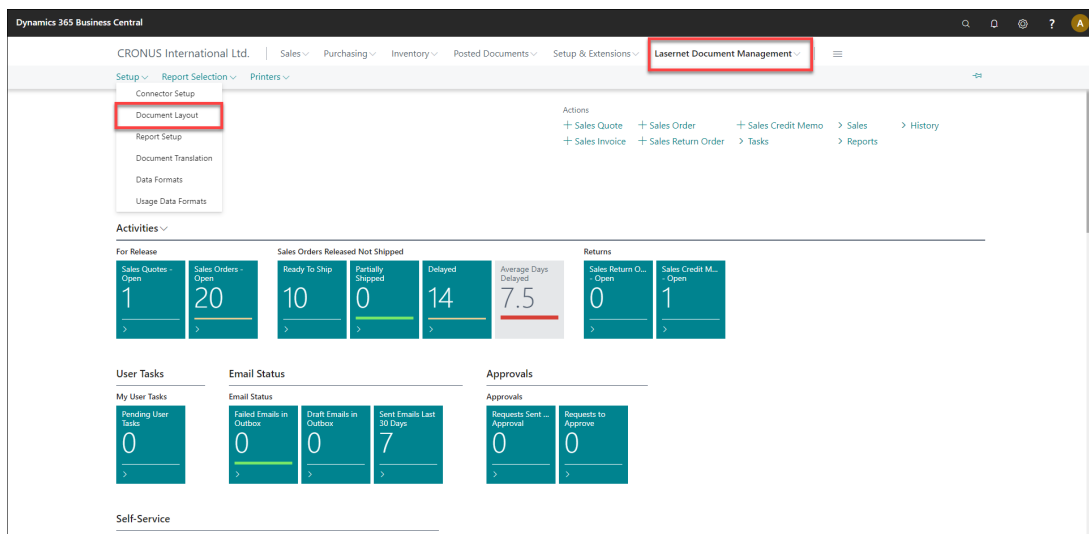 Dynamics 365 Business Central
?
A
CRONUS International Ltd.
Sales
Purchasing
Inventory
Posted Documents
Setup & Extensions
Lasernet Document Management
Setup
Report Selection
Printers
Connector Setup
Document Layout
Report Setup
Document Translation
Data Formats
Usage Data Formats
Actions
+ Sales Quote
+ Sales Order
+ Sales Credit Memo
> Sales
> History
+ Sales Invoice
+ Sales Return Order
> Tasks
> Reports
Activities
For Release
Sales Orders Released Not Shipped
Returns
Sales Quotes -
Open
1
>
Sales Orders -
Open
20
>
Ready To Ship
10
>
Partially
Shipped
0
>
Delayed
14
>
Average Days
Delayed
7.5
Sales Return O...
- Open
0
>
Sales Credit M...
- Open
1
>
User Tasks
Email Status
Approvals
My User Tasks
Email Status
Approvals
Pending User
Tasks
0
>
Failed Emails in
Outbox
0
>
Draft Emails in
Outbox
0
>
Sent Emails Last
30 Days
7
>
Requests Sent ...
Approval
0
>
Requests to
Approve
0
>
Self-Service